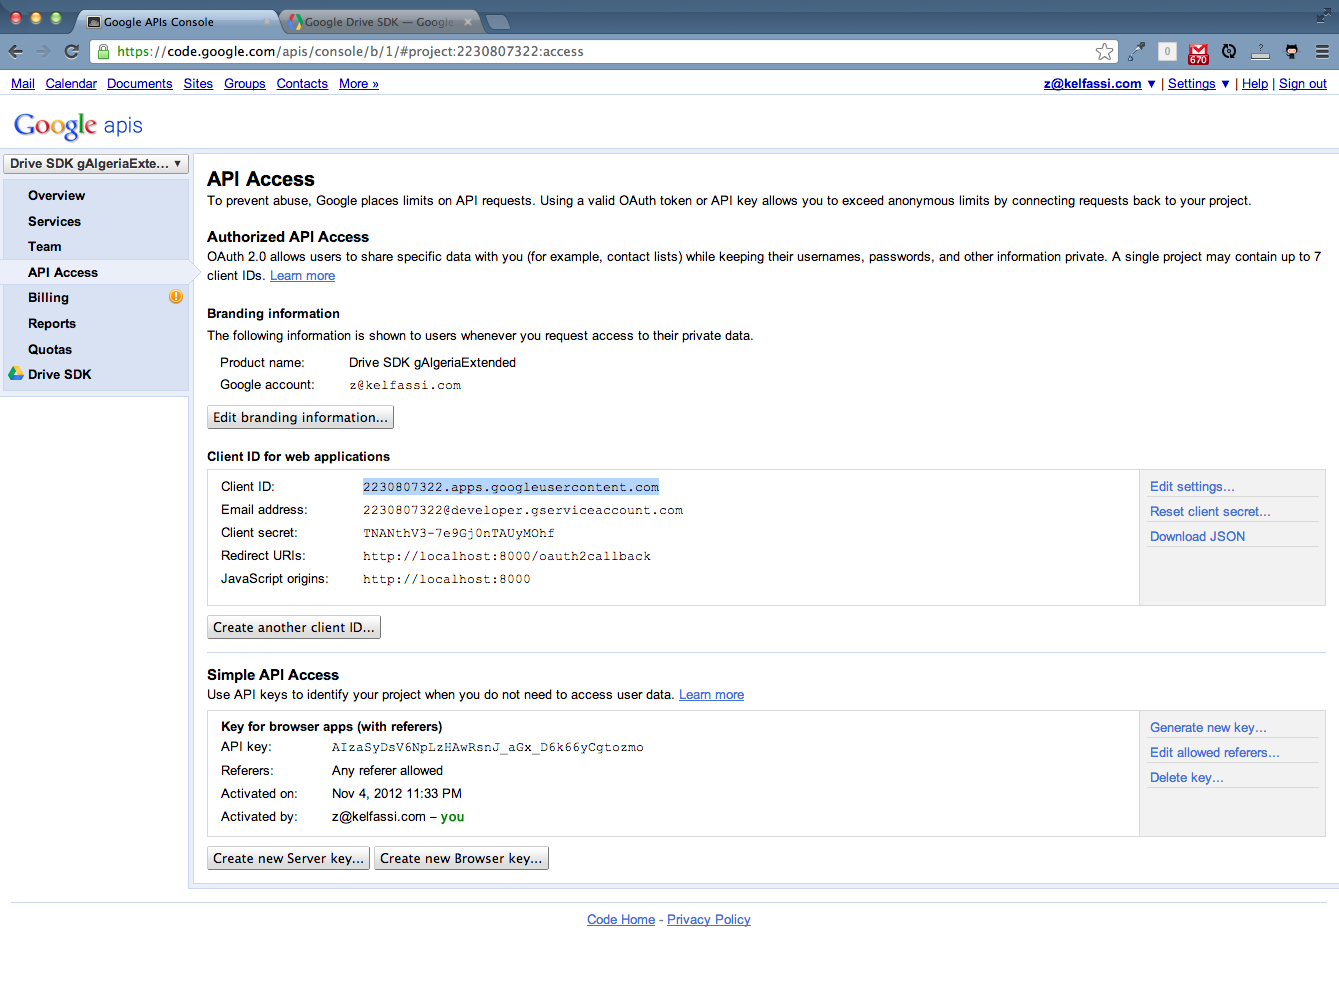 Google APIs Console
Google Drive SDK — Google
https://code.google.com/apis/console/b/1/#project:2230807322:access
0
670
?
Mail Calendar Documents Sites Groups Contacts More »
z@kelfassi.com ▼ | Settings ▼ | Help | Sign out
Google apis
Drive SDK gAlgeriaExte... ▼
Overview
Services
Team
API Access
Billing
Reports
Quotas
Drive SDK
API Access
To prevent abuse, Google places limits on API requests. Using a valid OAuth token or API key allows you to exceed anonymous limits by connecting requests back to your project.
Authorized API Access
OAuth 2.0 allows users to share specific data with you (for example, contact lists) while keeping their usernames, passwords, and other information private. A single project may contain up to 7
client IDs. Learn more
Branding information
The following information is shown to users whenever you request access to their private data.
Product name: Drive SDK gAlgeriaExtended
Google account: z@kelfassi.com
Edit branding information...
Client ID for web applications
Client ID: 2230807322.apps.googleusercontent.com
Email address: 2230807322@developer.gserviceaccount.com
Client secret: TNANthV3-7e9Gj0nTAUyMOhf
Redirect URIs: http://localhost:8000/oauth2callback
JavaScript origins: http://localhost:8000
Edit settings...
Reset client secret...
Download JSON
Create another client ID...
Simple API Access
Use API keys to identify your project when you do not need to access user data. Learn more
Key for browser apps (with referers)
API key: AIzaSyDsV6NpLzHAwRsnJ_aGx_D6k66yCgtozmo
Referers: Any referer allowed
Activated on: Nov 4, 2012 11:33 PM
Activated by: z@kelfassi.com – you
Generate new key...
Edit allowed referers...
Delete key...
Create new Server key... Create new Browser key...
Code Home - Privacy Policy